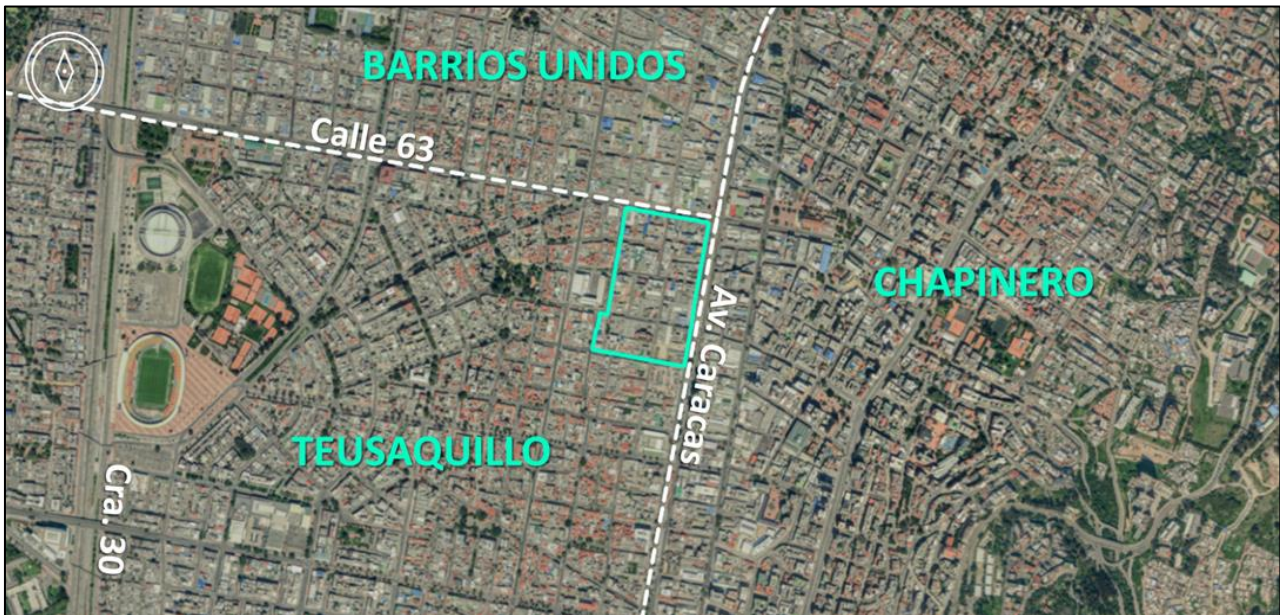 BARRIOS UNIDOS
Calle 63
CHAPINERO
Av. Caracas
TEUSAQUILLO
Cra. 30